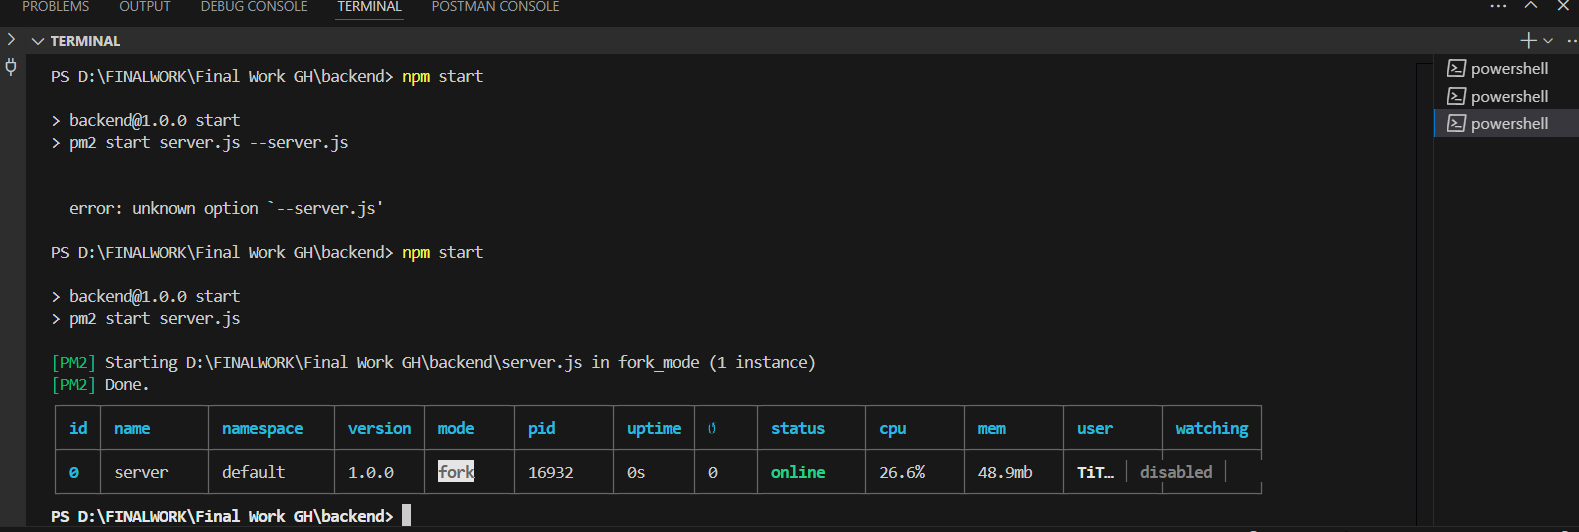 PROBLEMS OUTPUT DEBUG CONSOLE TERMINAL POSTMAN CONSOLE
TERMINAL
PS D:\FINALWORK\Final Work GH\backend> npm start
> backend@1.0.0 start
> pm2 start server.js --server.js
error: unknown option `--server.js'
PS D:\FINALWORK\Final Work GH\backend> npm start
> backend@1.0.0 start
> pm2 start server.js
[PM2] Starting D:\FINALWORK\Final Work GH\backend\server.js in fork_mode (1 instance)
[PM2] Done.
id name namespace version mode pid uptime ↺ status cpu mem user watching
0 server default 1.0.0 fork 16932 0s 0 online 26.6% 48.9mb TiT… disabled
PS D:\FINALWORK\Final Work GH\backend>
powershell
powershell
powershell